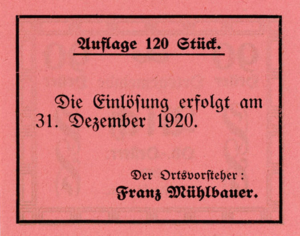 Auflage 120 Stück.
Die Einlösung erfolgt am
31. Dezember 1920.
Der Ortsvorsteher:
Franz Mühlbauer.